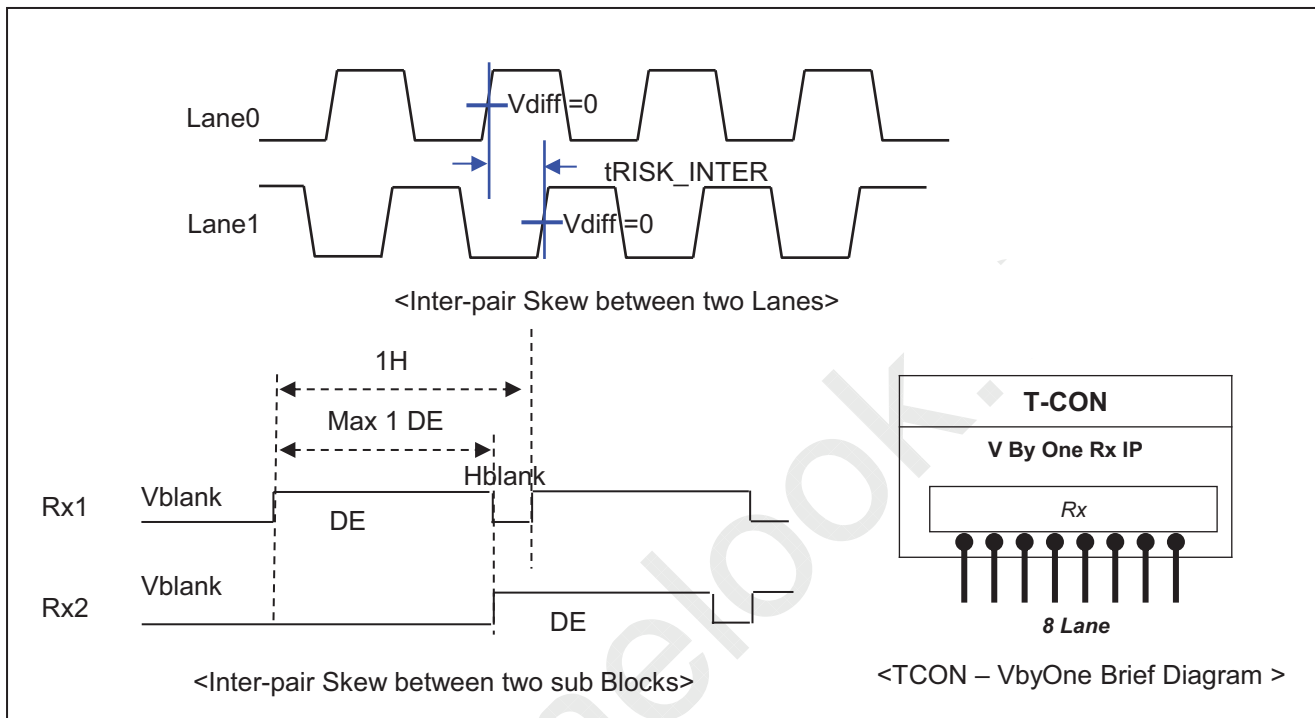 Lane0
Vdiff =0
tRISK_INTER
Lane1
Vdiff =0
<Inter-pair Skew between two Lanes>
1H
Max 1 DE
Hblank
Rx1
Vblank
DE
Rx2
Vblank
DE
<Inter-pair Skew between two sub Blocks>
T-CON
V By One Rx IP
Rx
8 Lane
<TCON – VbyOne Brief Diagram >